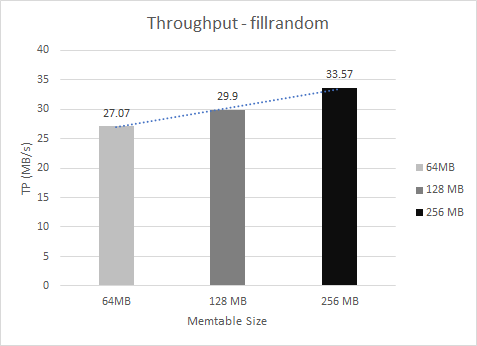 Throughput - fillrandom
TP (MB/s)
40
35
30
25
20
15
10
5
0
27.07
29.9
33.57
64MB
128 MB
256 MB
Memtable Size
64MB
128 MB
256 MB